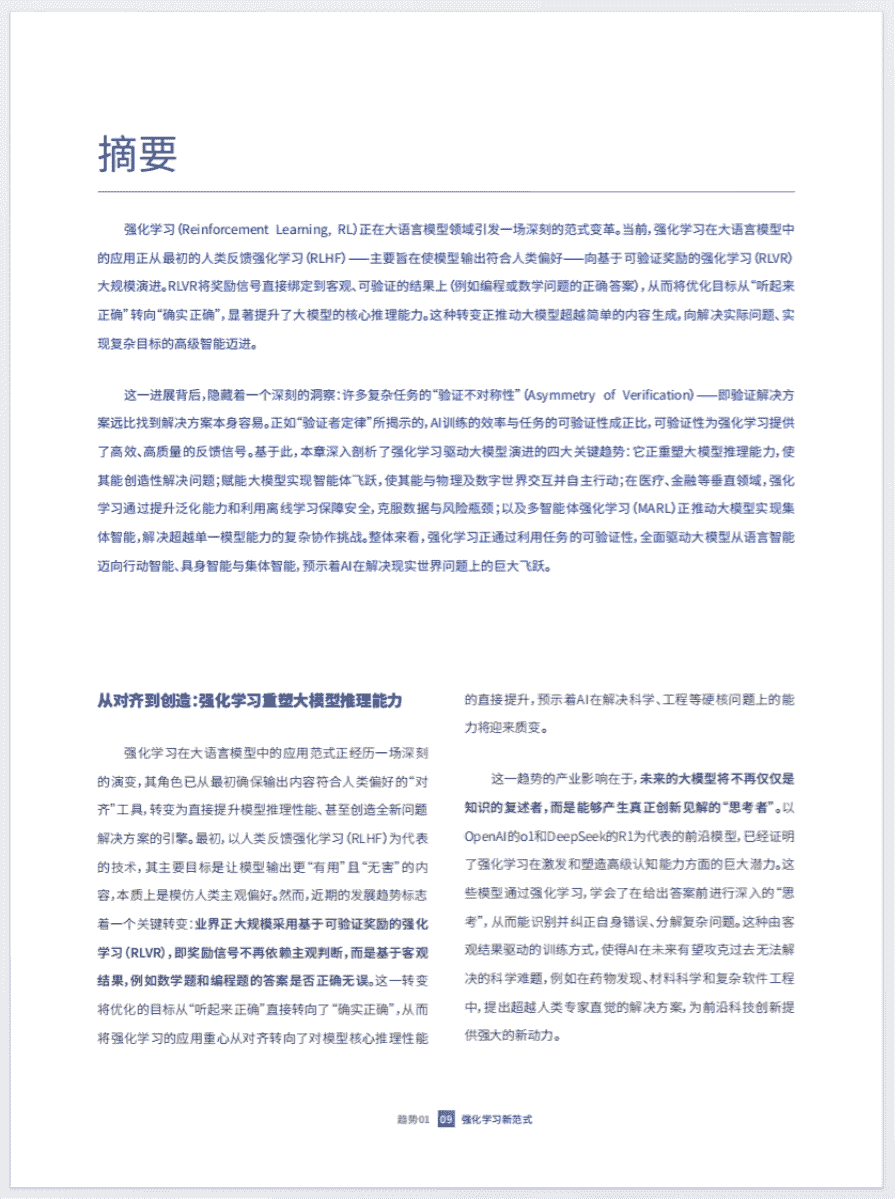 摘要
强化学习（Reinforcement Learning, RL）正在大语言模型领域引发一场深刻的范式变革。当前，强化学习在大语言模型中
的应用正从最初的人类反馈强化学习（RLHF）——主要旨在使模型输出符合人类偏好——向基于可验证奖励的强化学习（RLVR）
大规模演进。RLVR将奖励信号直接绑定到客观、可验证的结果上（例如编程或数学问题的正确答案），从而将优化目标从“听起来
正确”转向“确实正确”，显著提升了大模型的核心推理能力。这种转变正推动大模型超越简单的内容生成，向解决实际问题、实
现复杂目标的高级智能迈进。
这一进展背后，隐藏着一个深刻的洞察：许多复杂任务的“验证不对称性”（Asymmetry of Verification）——即验证解决方
案远比找到解决方案本身容易。正如“验证者定律”所揭示的，AI训练的效率与任务的可验证性成正比，可验证性为强化学习提供
了高效、高质量的反馈信号。基于此，本章深入剖析了强化学习驱动大模型演进的四大关键趋势：它正重塑大模型推理能力，使
其能创造性解决问题；赋能大模型实现智能体飞跃，使其能与物理及数字世界交互并自主行动；在医疗、金融等垂直领域，强化
学习通过提升泛化能力和利用离线学习保障安全，克服数据与风险瓶颈；以及多智能体强化学习（MARL）正推动大模型实现集
体智能，解决超越单一模型能力的复杂协作挑战。整体来看，强化学习正通过利用任务的可验证性，全面驱动大模型从语言智能
迈向行动智能、具身智能与集体智能，预示着AI在解决现实世界问题上的巨大飞跃。
从对齐到创造：强化学习重塑大模型推理能力
强化学习在大语言模型中的应用范式正经历一场深刻
的演变，其角色已从最初确保输出内容符合人类偏好的“对
齐”工具，转变为直接提升模型推理性能、甚至创造全新问题
解决方案的引擎。最初，以人类反馈强化学习（RLHF）为代表
的技术，其主要目标是让模型输出更“有用”且“无害”的内
容，本质上是模仿人类主观偏好。然而，近期的发展趋势标志
着一个关键转变：业界正大规模采用基于可验证奖励的强化
学习（RLVR），即奖励信号不再依赖主观判断，而是基于客观
结果，例如数学题和编程题的答案是否正确无误。这一转变
将优化的目标从“听起来正确”直接转向了“确实正确”，从而
将强化学习的应用重心从对齐转向了对模型核心推理性能
的直接提升，预示着AI在解决科学、工程等硬核问题上的能
力将迎来质变。
这一趋势的产业影响在于，未来的大模型将不再仅仅是
知识的复述者，而是能够产生真正创新见解的“思考者”。以
OpenAI的o1和DeepSeek的R1为代表的前沿模型，已经证明
了强化学习在激发和塑造高级认知能力方面的巨大潜力。这
些模型通过强化学习，学会了在给出答案前进行深入的“思
考”，从而能识别并纠正自身错误、分解复杂问题。这种由客
观结果驱动的训练方式，使得AI在未来有望攻克过去无法解
决的科学难题，例如在药物发现、材料科学和复杂软件工程
中，提出超越人类专家直觉的解决方案，为前沿科技创新提
供强大的新动力。
趋势01 09 强化学习新范式